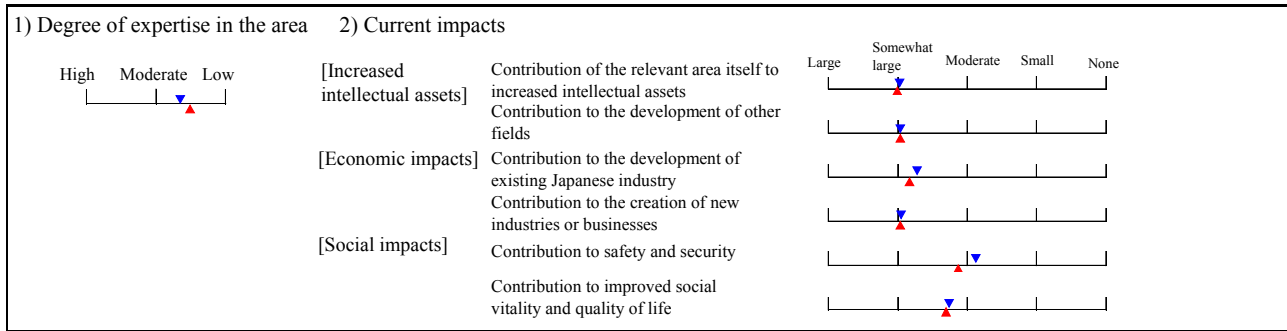 1) Degree of expertise in the area 2) Current impacts
High Moderate Low
Large Somewhat large Moderate Small None
[Increased intellectual assets]
Contribution of the relevant area itself to
increased intellectual assets
Contribution to the development of other
fields
[Economic impacts]
Contribution to the development of
existing Japanese industry
Contribution to the creation of new
industries or businesses
[Social impacts]
Contribution to safety and security
Contribution to improved social
vitality and quality of life